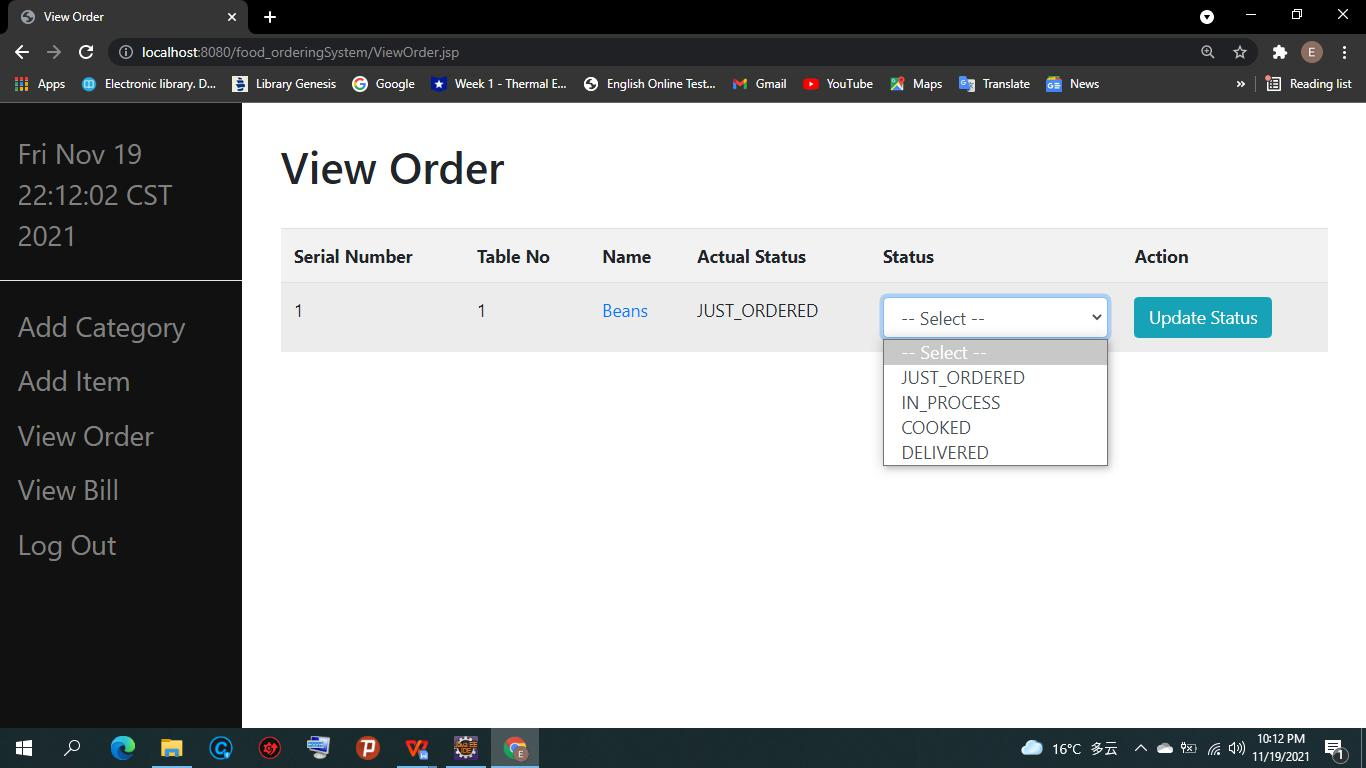 View Order
localhost:8080/food_orderingSystem/ViewOrder.jsp
E
Apps
Electronic library. D...
Library Genesis
Google
Week 1 - Thermal E...
English Online Test...
Gmail
YouTube
Maps
Translate
News
»
Reading list
Fri Nov 19
22:12:02 CST
2021
Add Category
Add Item
View Order
View Bill
Log Out
View Order
Serial Number Table No Name Actual Status Status Action
1 1 Beans JUST_ORDERED -- Select -- Update Status
-- Select --
JUST_ORDERED
IN_PROCESS
COOKED
DELIVERED
16°C 多云
10:12 PM
11/19/2021
1